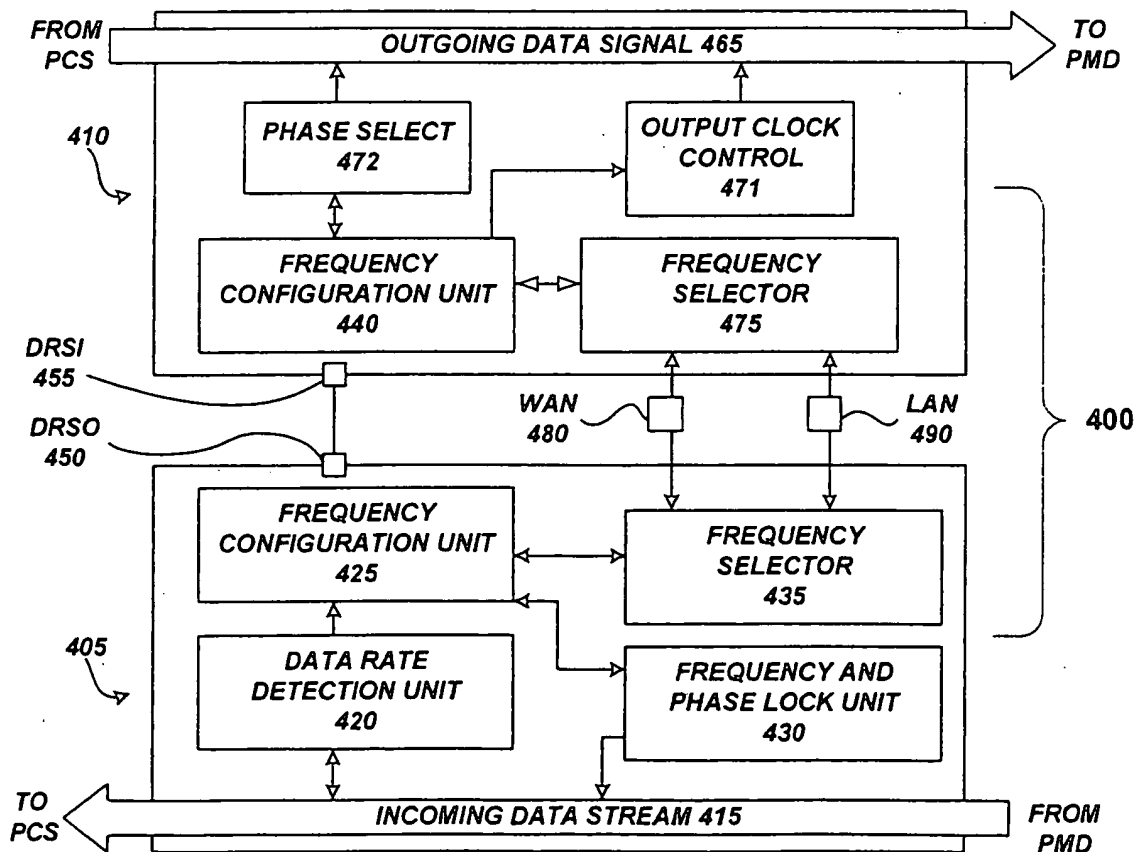 FROM
PCS
OUTGOING DATA SIGNAL 465
TO
PMD
410
PHASE SELECT
472
OUTPUT CLOCK
CONTROL
471
FREQUENCY
CONFIGURATION UNIT
440
FREQUENCY
SELECTOR
475
DRSI
455
DRSO
450
WAN
480
LAN
490
400
FREQUENCY
CONFIGURATION UNIT
425
FREQUENCY
SELECTOR
435
405
DATA RATE
DETECTION UNIT
420
FREQUENCY AND
PHASE LOCK UNIT
430
TO
PCS
INCOMING DATA STREAM 415
FROM
PMD